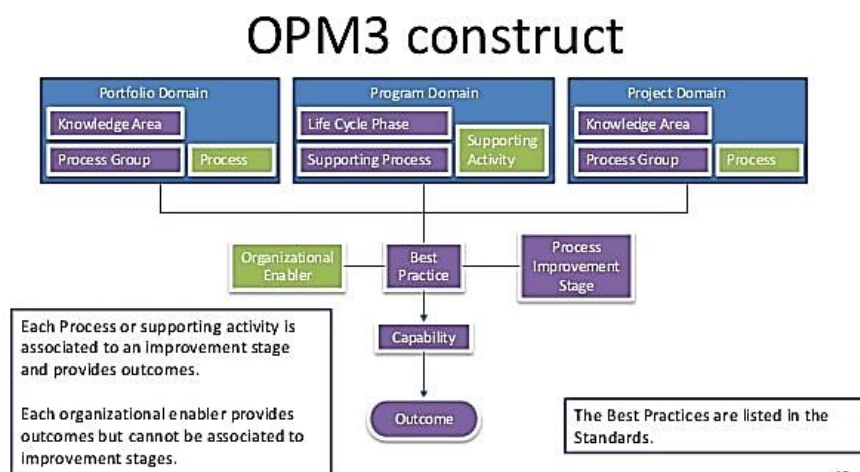 OPM3 construct
Portfolio Domain
Knowledge Area
Process Group
Process
Program Domain
Life Cycle Phase
Supporting Process
Supporting
Activity
Project Domain
Knowledge Area
Process Group
Process
Organizational
Enabler
Best
Practice
Process
Improvement
Stage
Capability
Outcome
Each Process or supporting activity is
associated to an improvement stage
and provides outcomes.
Each organizational enabler provides
outcomes but cannot be associated to
improvement stages.
The Best Practices are listed in the
Standards.